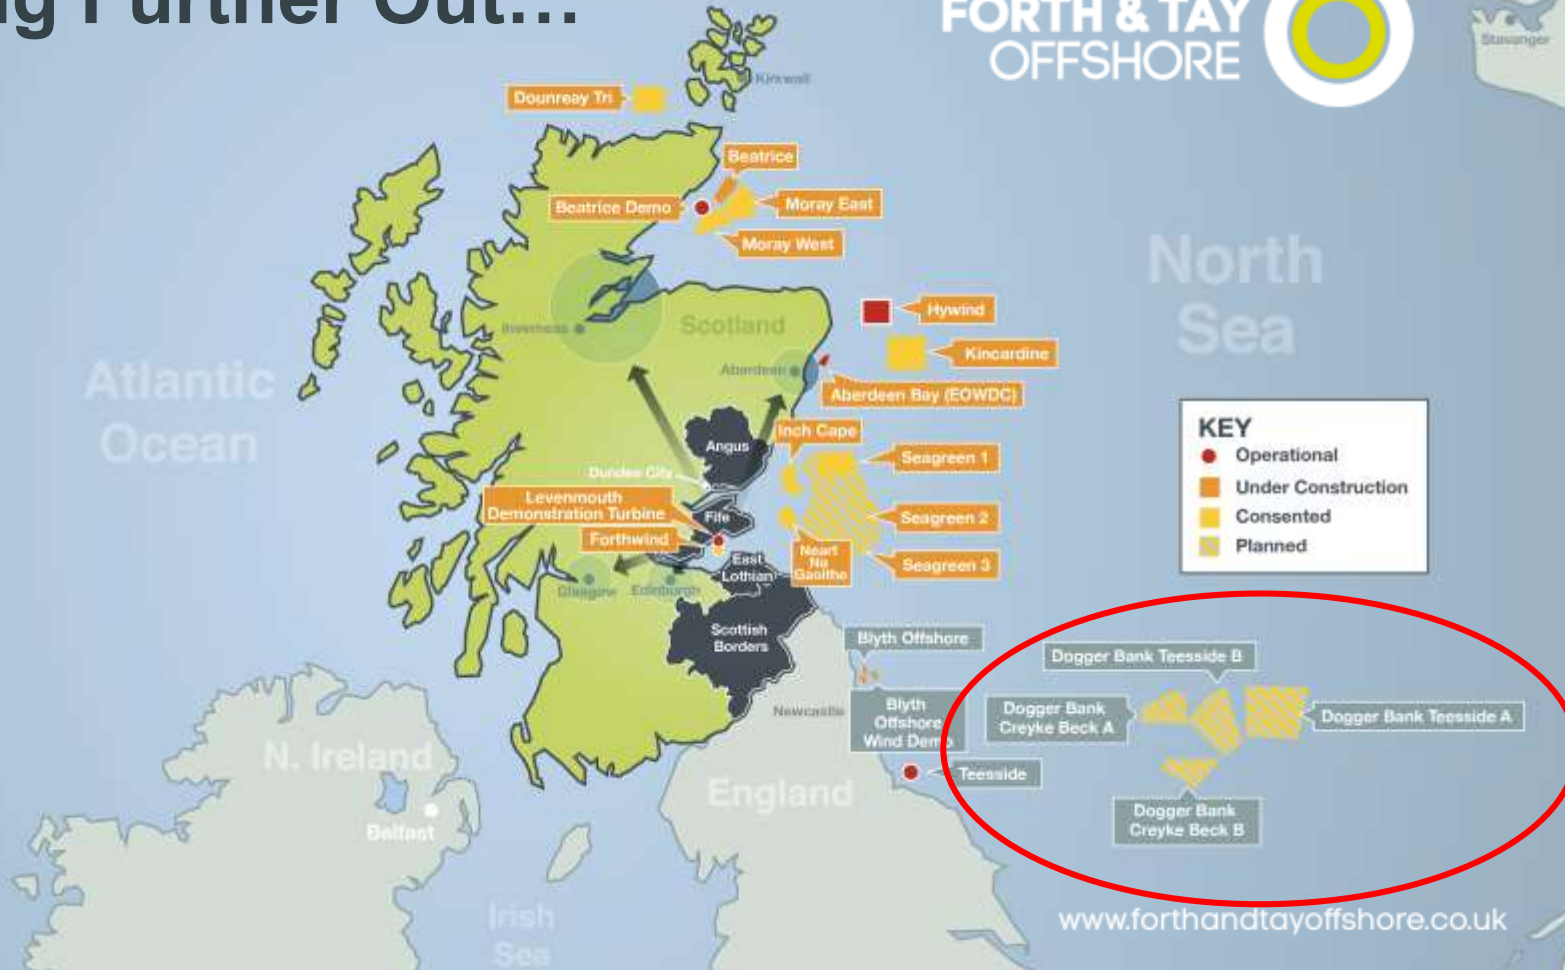 ng Further Out...
FORTH & TAY
OFFSHORE
Stavanger
Kirkwall
Dounreay Tri
Beatrice
Beatrice Demo
Moray East
Moray West
North
Sea
Hywind
Inverness
Scotland
Kincardine
Aberdeen
Atlantic
Ocean
Aberdeen Bay (EOWDC)
KEY
Operational
Under Construction
Consented
Planned
Inch Cape
Angus
Seagreen 1
Dundee City
Levenmouth
Demonstration Turbine
Fife
Seagreen 2
Forthwind
Neart
Na
Gaoithe
East
Lothian
Seagreen 3
Glasgow
Edinburgh
Scottish
Borders
Blyth Offshore
Dogger Bank Teesside B
Newcastle
Blyth
Offshore
Wind Demo
Dogger Bank
Creyke Beck A
Dogger Bank Teesside A
N. Ireland
Teesside
England
Belfast
Dogger Bank
Creyke Beck B
Irish
Sea
www.forthandtayoffshore.co.uk